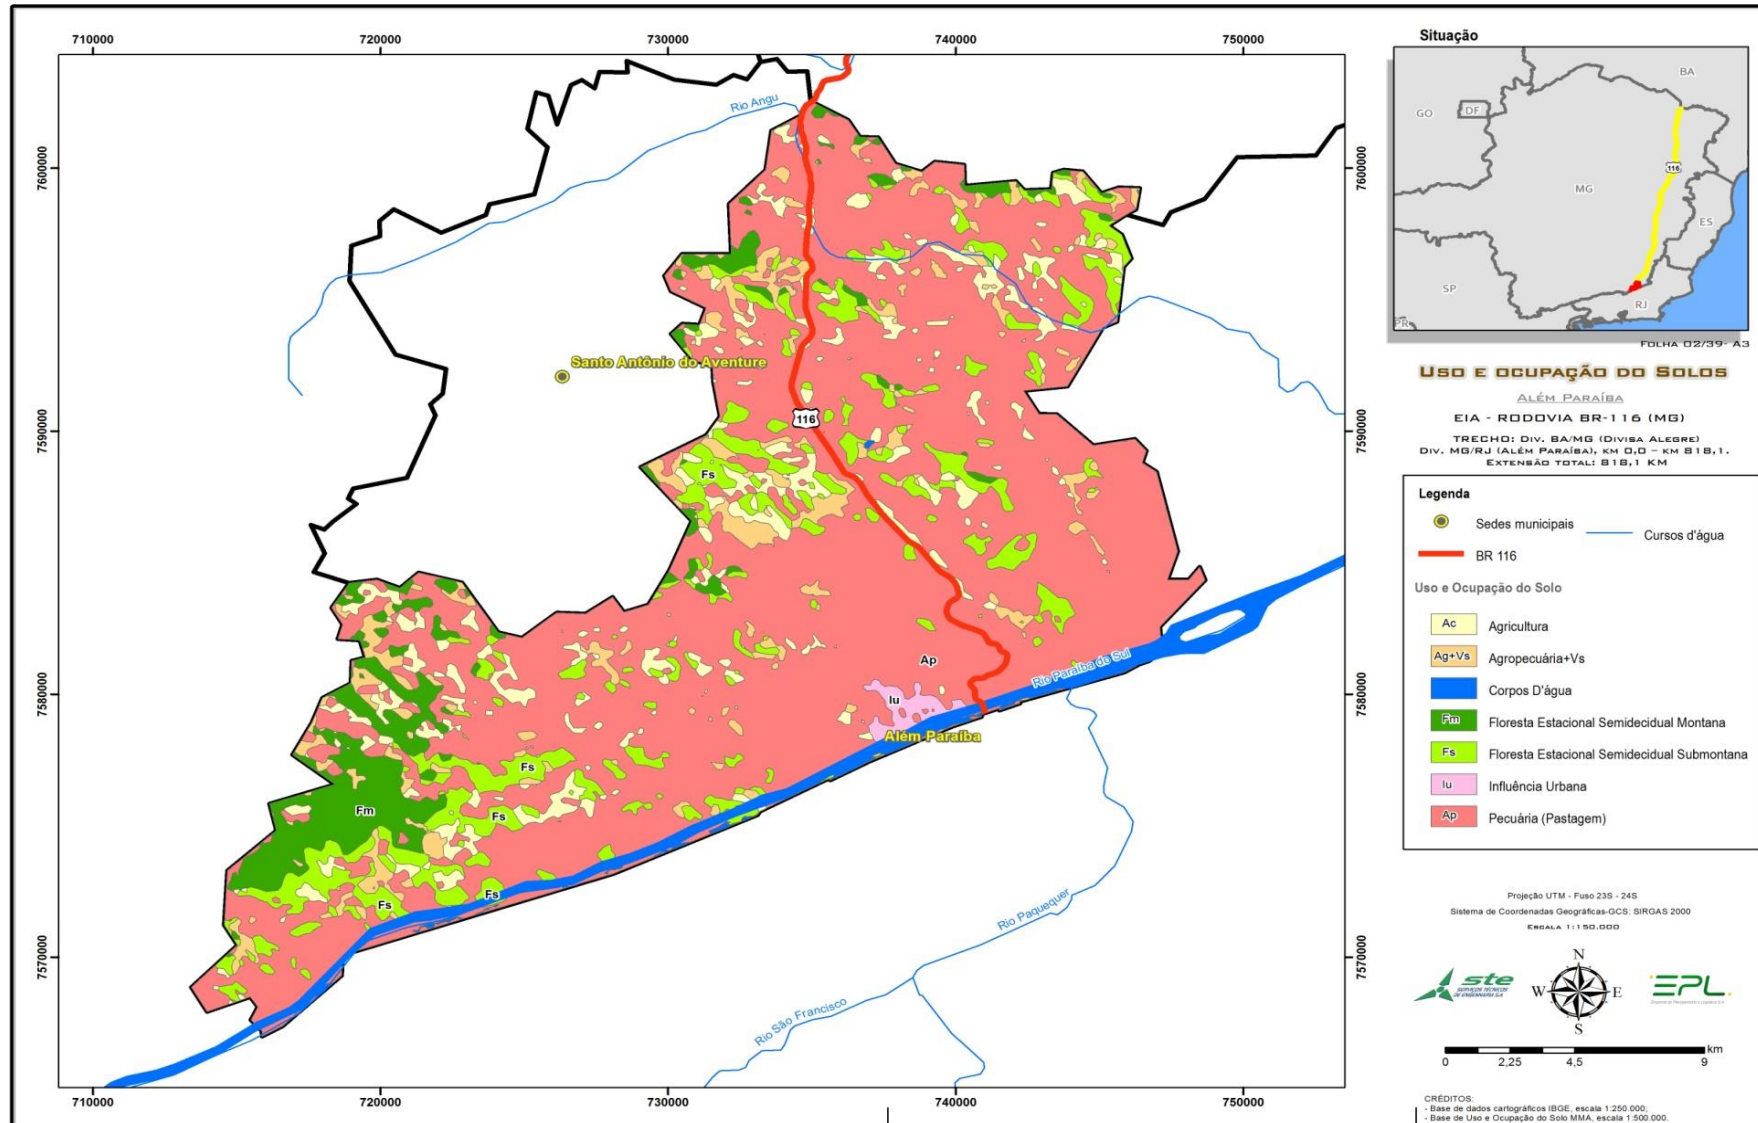 710000
720000
730000
740000
750000
7600000
7590000
7580000
7570000
Rio Angu
Santo Antônio do Aventure
116
Fs
Ap
Iu
Rio Paraíba do Sul
Além Paraíba
Fs
Fm
Fs
Fs
Fs
Rio Paquequer
Rio São Francisco
7600000
7590000
7580000
7570000
710000
720000
730000
740000
750000
Situação
BA
GO
DF
116
MG
ES
SP
RJ
PR
FOLHA 02/39- A3
USO E OCUPAÇÃO DO SOLOS
ALÉM PARAÍBA
EIA - RODOVIA BR-116 (MG)
TRECHO: DIV. BA/MG (DIVISA ALEGRE)
DIV. MG/RJ (ALÉM PARAÍBA), KM 0,0 – KM 818,1.
EXTENSÃO TOTAL: 818,1 KM
Legenda
Sedes municipais
Cursos d'água
BR 116
Uso e Ocupação do Solo
Ac Agricultura
Ag+Vs Agropecuária+Vs
Corpos D'água
Fm Floresta Estacional Semidecidual Montana
Fs Floresta Estacional Semidecidual Submontana
Iu Influência Urbana
Ap Pecuária (Pastagem)
Projeção UTM - Fuso 23S - 24S
Sistema de Coordenadas Geográficas-GCS: SIRGAS 2000
ESCALA 1:150.000
ste
SERVIÇOS TÉCNICOS
DE ENGENHARIA S.A
N
W
E
S
EPL
km
0
2,25
4,5
9
CRÉDITOS:
- Base de dados cartográficos IBGE, escala 1:250.000;
- Base de Uso e Ocupação do Solo MMA, escala 1:500.000.